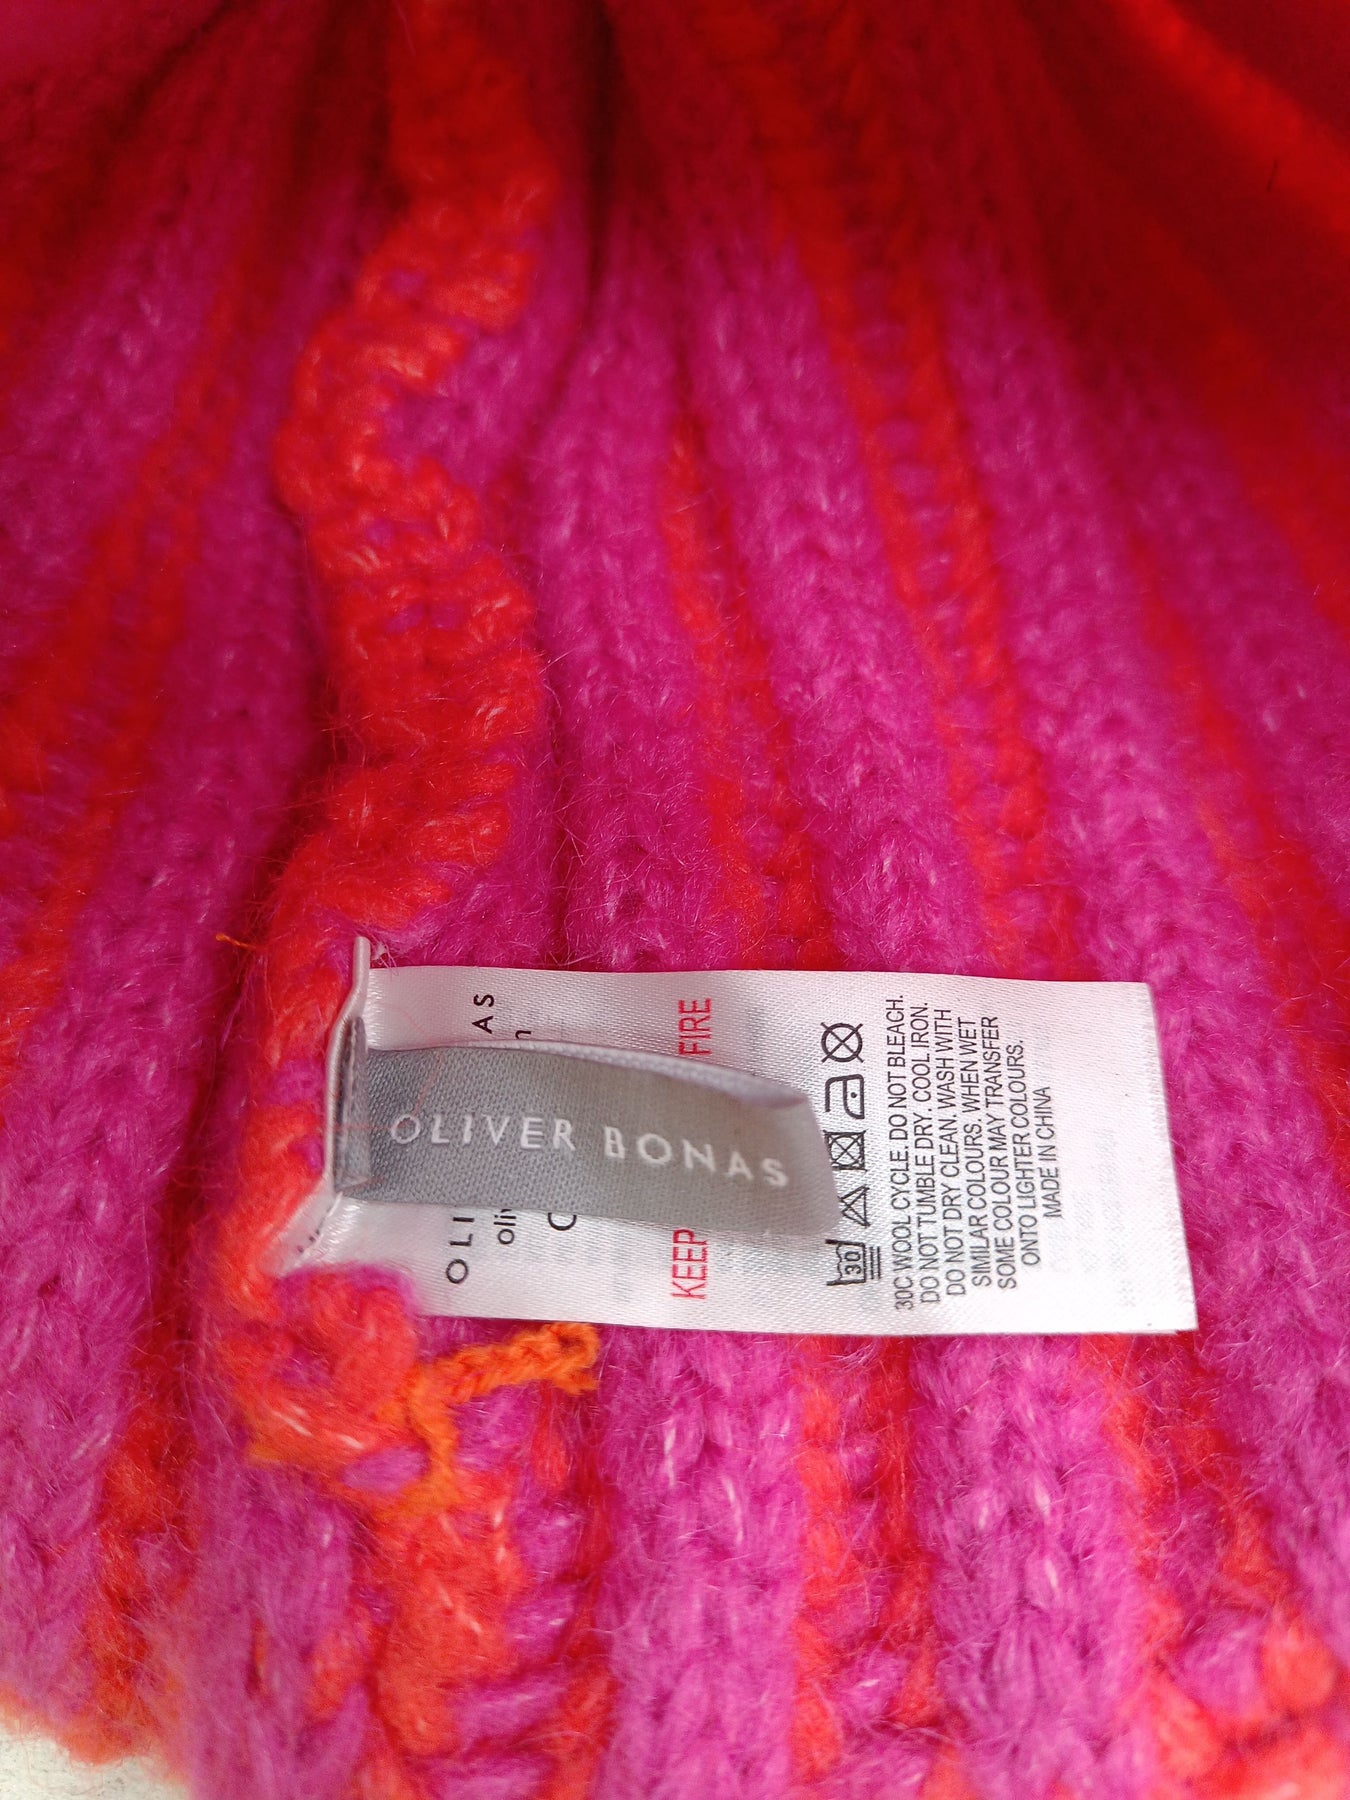 OLIVER BONAS
KEEP FIRE
30
30C WOOL CYCLE. DO NOT BLEACH.
DO NOT TUMBLE DRY. COOL IRON.
DO NOT DRY CLEAN. WASH WITH
SIMILAR COLOURS. WHEN WET
SOME COLOUR MAY TRANSFER
ONTO LIGHTER COLOURS.
MADE IN CHINA